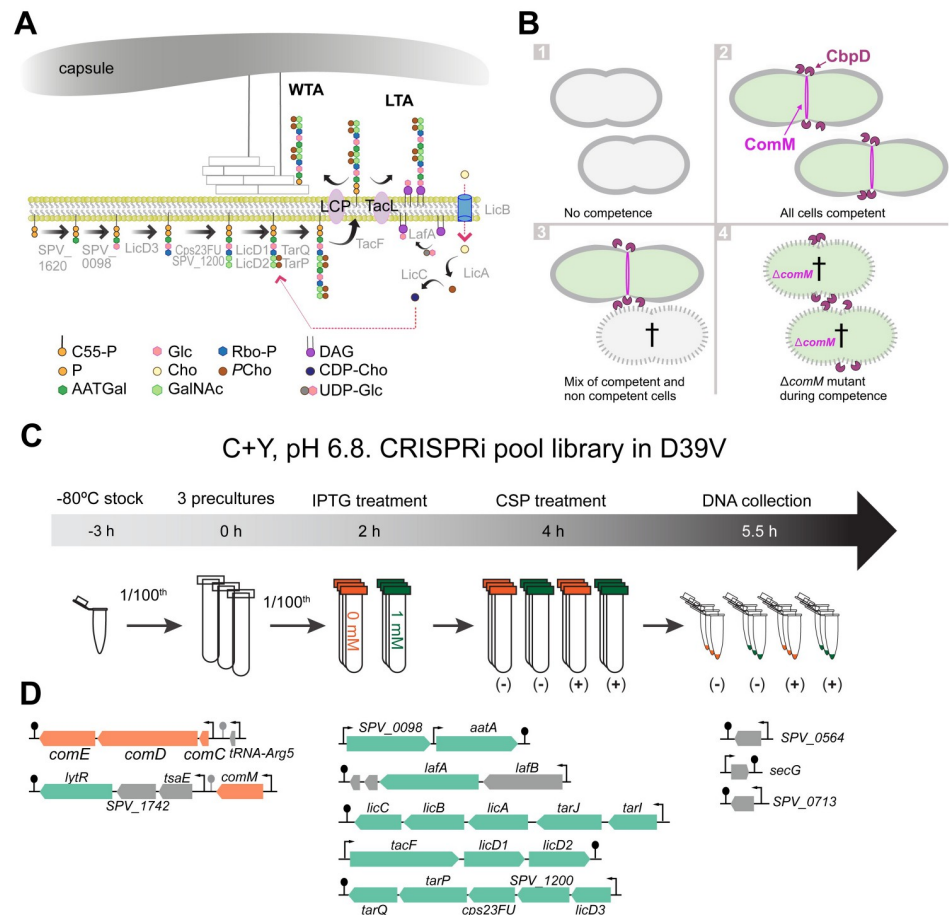 A
capsule
WTA
LTA
LCP
TacL
LicB
SPV_
1620
SPV_0098
LicD3
Cps23FU
SPV_1200
LicD1
LicD2
TarQ
TarP
TacF
LafA
LicC
LicA
C55-P
P
AATGal
Glc
Cho
GalNAc
Rbo-P
PCho
DAG
CDP-Cho
UDP-Glc
B
1
No competence
2
CbpD
ComM
All cells competent
3
Mix of competent and
non competent cells
4
ΔcomM
ΔcomM
ΔcomM mutant
during competence
C
C+Y, pH 6.8. CRISPRi pool library in D39V
-80ºC stock 3 precultures IPTG treatment CSP treatment DNA collection
-3 h 0 h 2 h 4 h 5.5 h
1/100th
1/100th
0 mM
1 mM
(-) (-) (+) (+)
(-) (-) (+) (+)
D
comE comD comC tRNA-Arg5
lytR tsaE comM
SPV_1742
SPV_0098 aatA
lafA lafB
licC licB licA tarJ tarI
tacF licD1 licD2
tarP SPV_1200
tarQ cps23FU licD3
SPV_0564
secG
SPV_0713